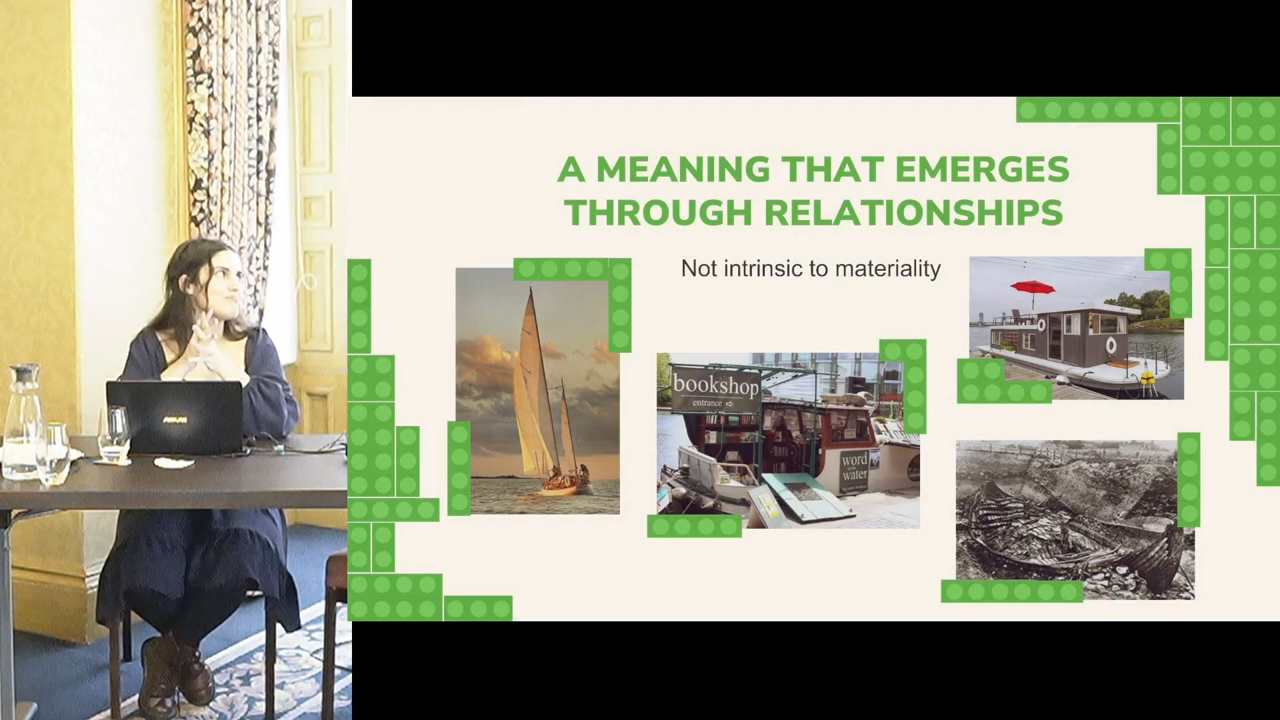 A MEANING THAT EMERGES
THROUGH RELATIONSHIPS
Not intrinsic to materiality
bookshop
entrance ⇨
word
on the
water
ASUS